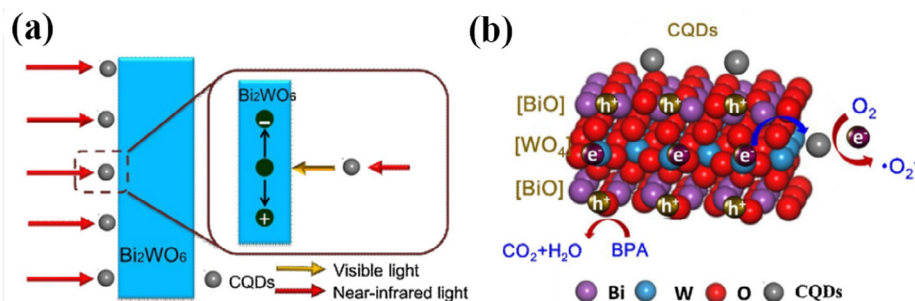 (a)
Bi₂WO₆
−
+
Bi₂WO₆
CQDs
Visible light
Near-infrared light
(b)
CQDs
[BiO]
h⁺ h⁺ h⁺
O₂
e⁻
[WO₄]
e⁻ e⁻ e⁻
·O₂⁻
[BiO]
h⁺ h⁺ h⁺
CO₂+H₂O BPA
Bi W O CQDs